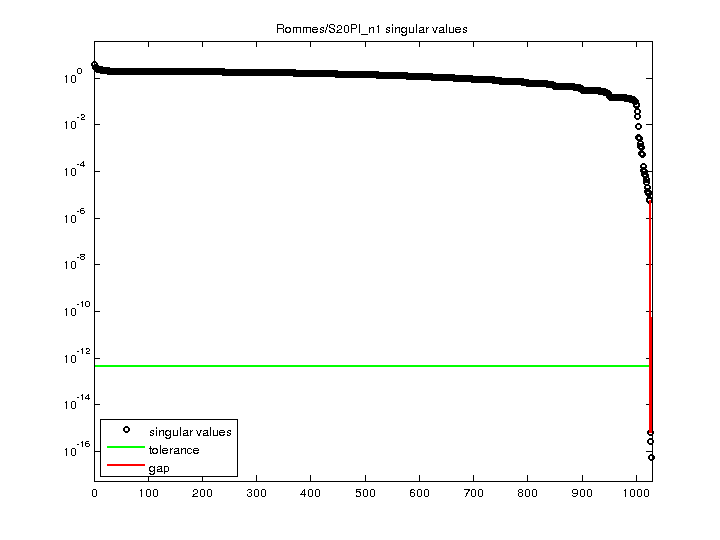 Rommes/S20PI_n1 singular values
10^0
10^-2
10^-4
10^-6
10^-8
10^-10
10^-12
10^-14
10^-16
singular values
tolerance
gap
0 100 200 300 400 500 600 700 800 900 1000